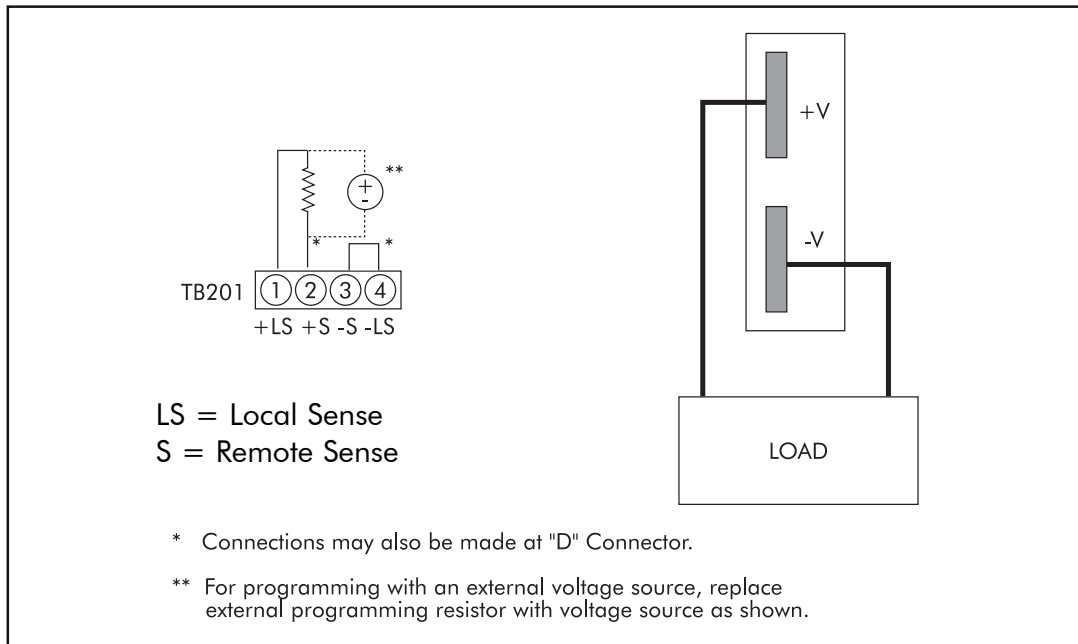 **
+
-
*
*
TB201 1 2 3 4
+LS +S -S -LS
LS = Local Sense
S = Remote Sense
+V
-V
LOAD
* Connections may also be made at "D" Connector.
** For programming with an external voltage source, replace
external programming resistor with voltage source as shown.